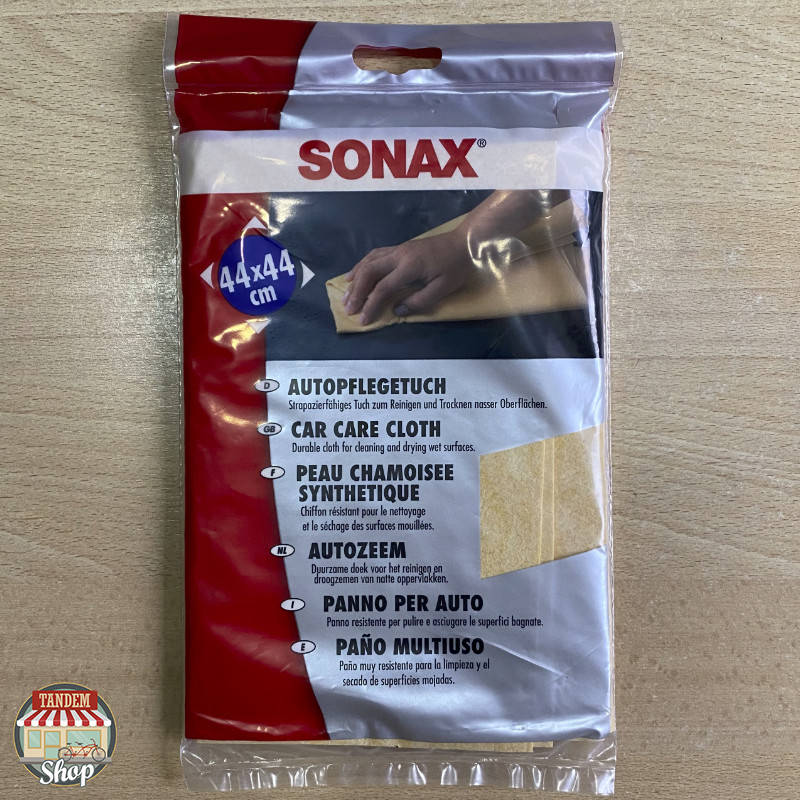 SONAX®
44x44
cm
D AUTOPFLEGETUCH
Strapazierfähiges Tuch zum Reinigen und Trocknen nasser Oberflächen.
GB CAR CARE CLOTH
Durable cloth for cleaning and drying wet surfaces.
F PEAU CHAMOISEE
SYNTHETIQUE
Chiffon résistant pour le nettoyage
et le séchage des surfaces mouillées.
NL AUTOZEEM
Duurzame doek voor het reinigen en
droogzemen van natte oppervlakken.
I PANNO PER AUTO
Panno resistente per pulire e asciugare le superfici bagnate.
E PAÑO MULTIUSO
Paño muy resistente para la limpieza y el
secado de superficies mojadas.
TANDEM
Shop